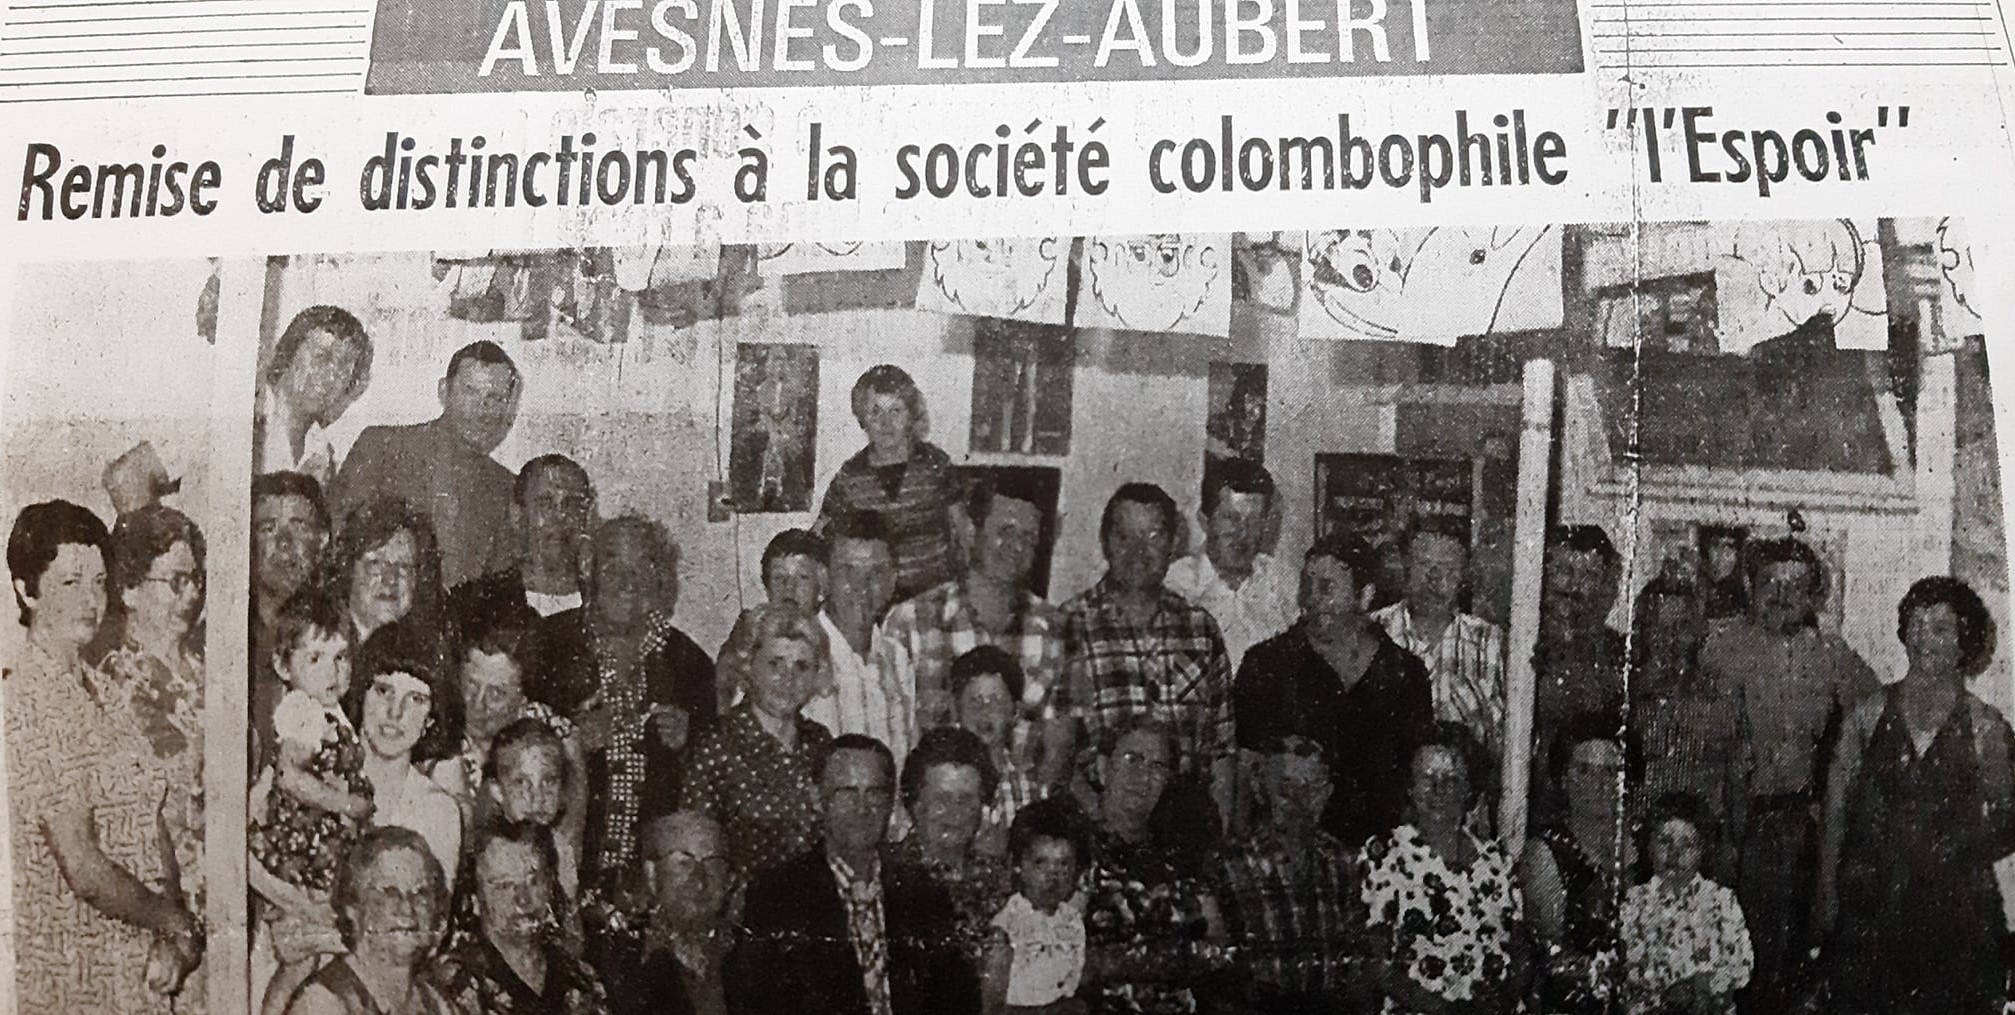 AVESNES-LEZ-AUBERT
Remise de distinctions à la société colombophile "l'Espoir"